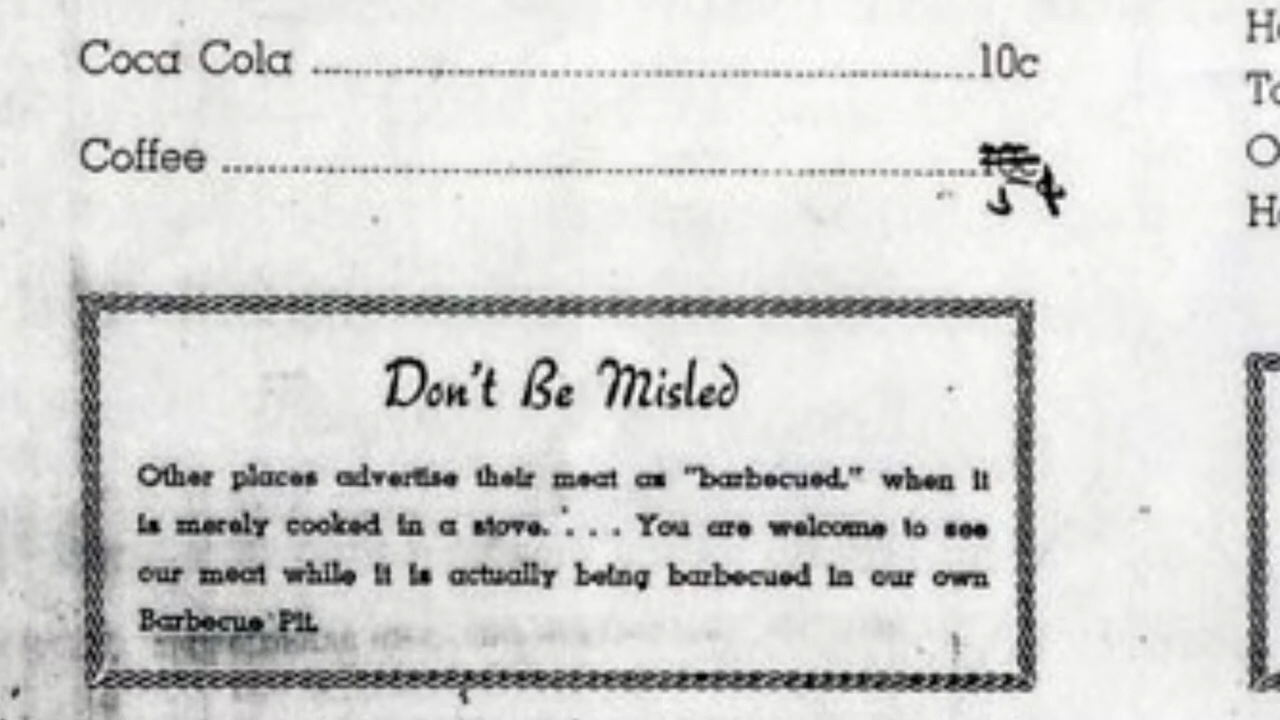 Coca Cola ........ 10c
Coffee ........ 5¢
Don't Be Misled
Other places advertise their meat as "barbecued," when it
is merely cooked in a stove. . . . You are welcome to see
our meat while it is actually being barbecued in our own
Barbecue Pit.